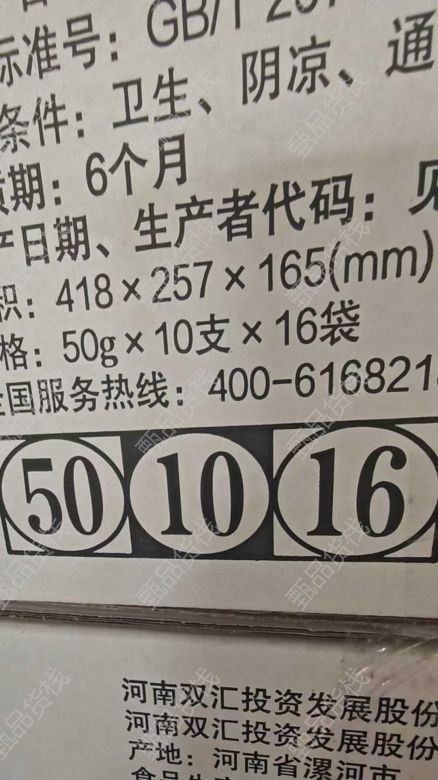 标准号：GB/T 20
条件：卫生、阴凉、通
质期：6个月
产日期、生产者代码：见
积：418×257×165(mm)
格：50g×10支×16袋
全国服务热线：400-616821
50 10 16
河南双汇投资发展股份
河南双汇投资发展股份
产地：河南省漯河市
食品生
甄品货栈